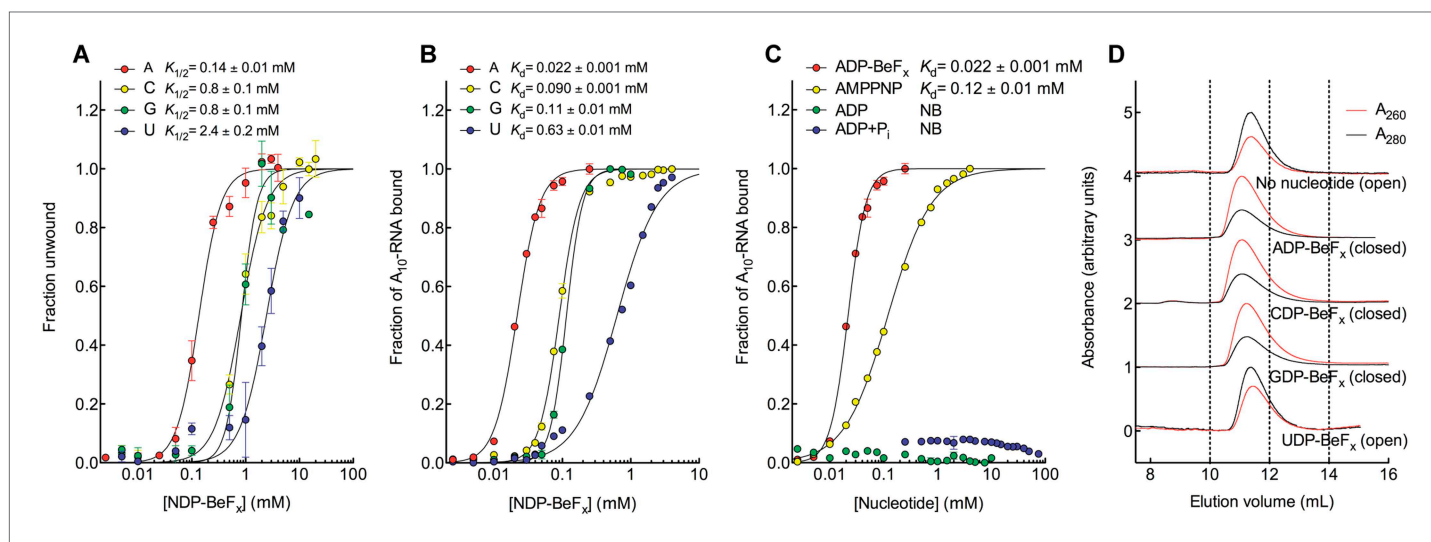 A
A K1/2= 0.14 ± 0.01 mM
C K1/2= 0.8 ± 0.1 mM
G K1/2= 0.8 ± 0.1 mM
U K1/2= 2.4 ± 0.2 mM
1.2
1.0
0.8
0.6
0.4
0.2
0.0
Fraction unwound
0.01
0.1
1
10
100
[NDP-BeFx] (mM)
B
A Kd= 0.022 ± 0.001 mM
C Kd= 0.090 ± 0.001 mM
G Kd= 0.11 ± 0.01 mM
U Kd= 0.63 ± 0.01 mM
1.2
1.0
0.8
0.6
0.4
0.2
0.0
Fraction of A10-RNA bound
0.01
0.1
1
10
[NDP-BeFx] (mM)
C
ADP-BeFx Kd= 0.022 ± 0.001 mM
AMPPNP Kd= 0.12 ± 0.01 mM
ADP NB
ADP+Pi NB
1.2
1.0
0.8
0.6
0.4
0.2
0.0
Fraction of A10-RNA bound
0.01
0.1
1
10
100
[Nucleotide] (mM)
D
A260
A280
5
4
3
2
1
0
Absorbance (arbitrary units)
No nucleotide (open)
ADP-BeFx (closed)
CDP-BeFx (closed)
GDP-BeFx (closed)
UDP-BeFx (open)
8
10
12
14
16
Elution volume (mL)